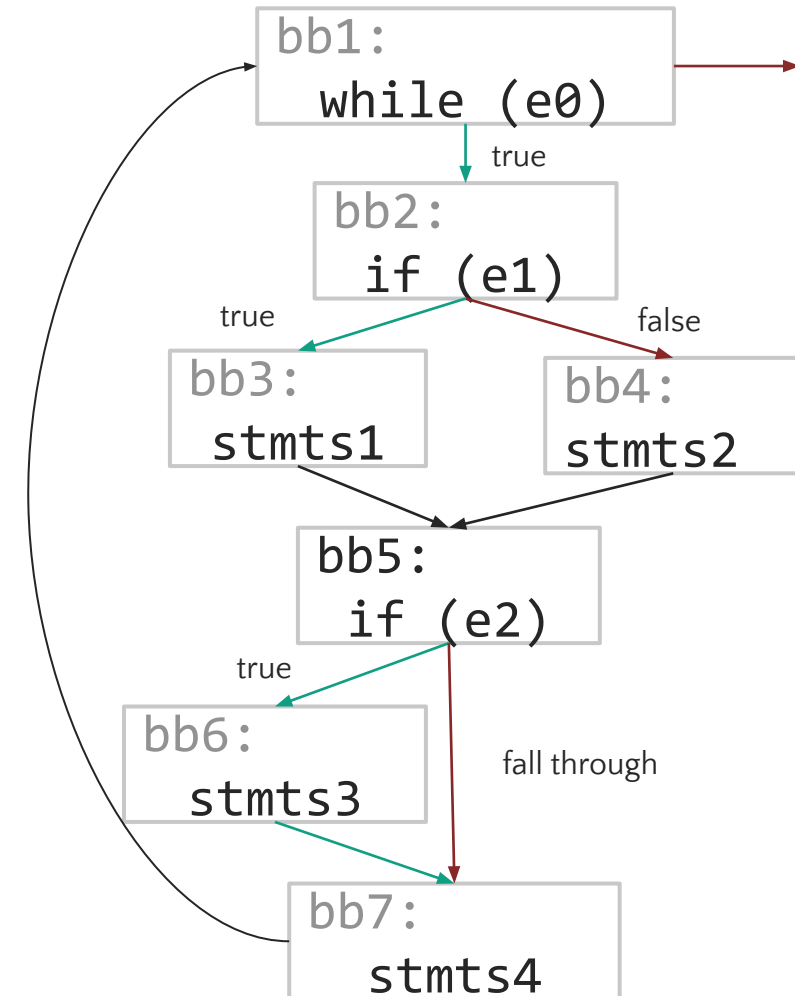 bb1:
while (e0)
true
bb2:
if (e1)
true
false
bb3:
stmts1
bb4:
stmts2
bb5:
if (e2)
true
bb6:
stmts3
fall through
bb7:
stmts4